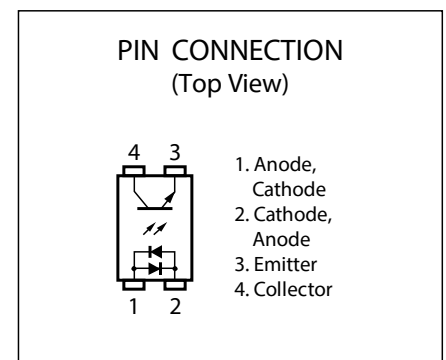 PIN CONNECTION
(Top View)
4 3
1 2
1. Anode,
Cathode
2. Cathode,
Anode
3. Emitter
4. Collector